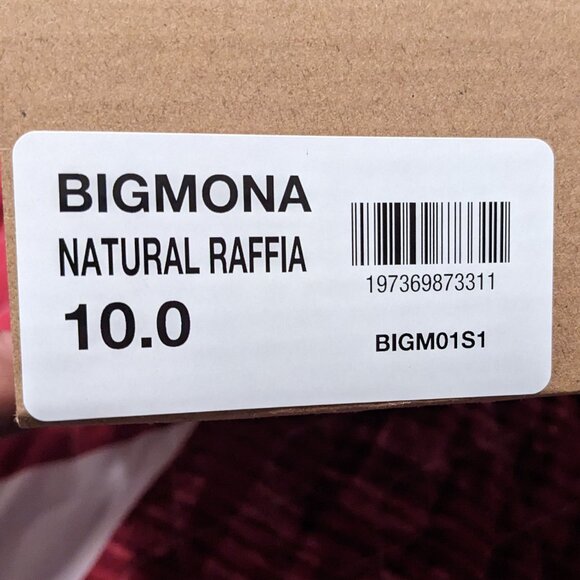 BIGMONA
NATURAL RAFFIA
10.0
197369873311
BIGM01S1